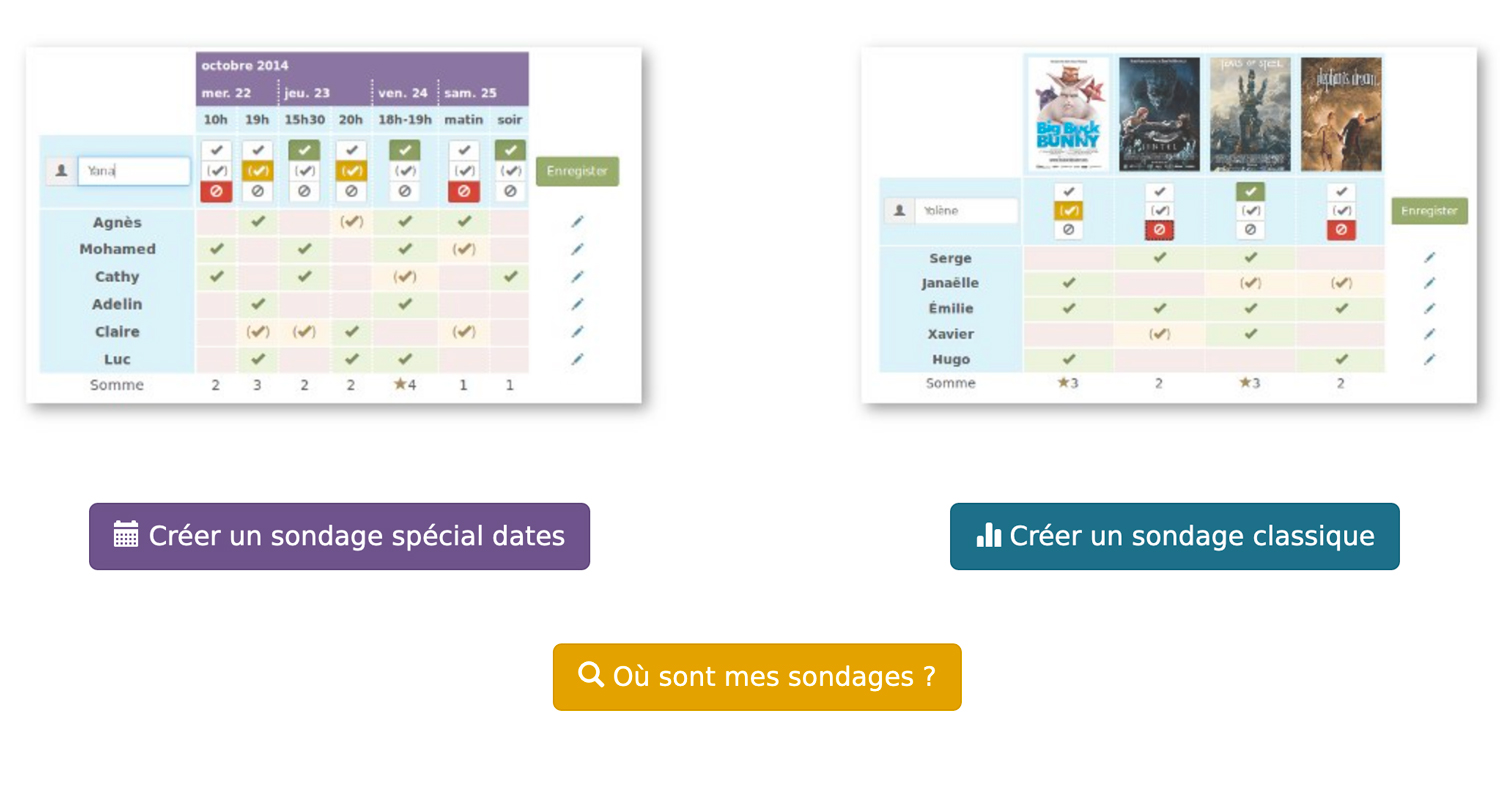 octobre 2014
mer. 22 jeu. 23 ven. 24 sam. 25
10h 19h 15h30 20h 18h-19h matin soir
Yana Enregister
Agnès
Mohamed
Cathy
Adelin
Claire
Luc
Somme 2 3 2 2 4 1 1
Big Buck
BUNNY
SINTEL
TEARS OF STEEL
elephants dream
Yolène Enregister
Serge
Janaëlle
Émilie
Xavier
Hugo
Somme 3 2 3 2
Créer un sondage spécial dates
Créer un sondage classique
Où sont mes sondages ?